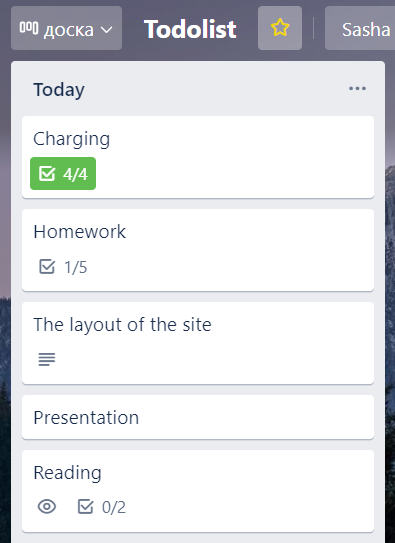 доска
Todolist
Sasha
Today
Charging
4/4
Homework
1/5
The layout of the site
Presentation
Reading
0/2